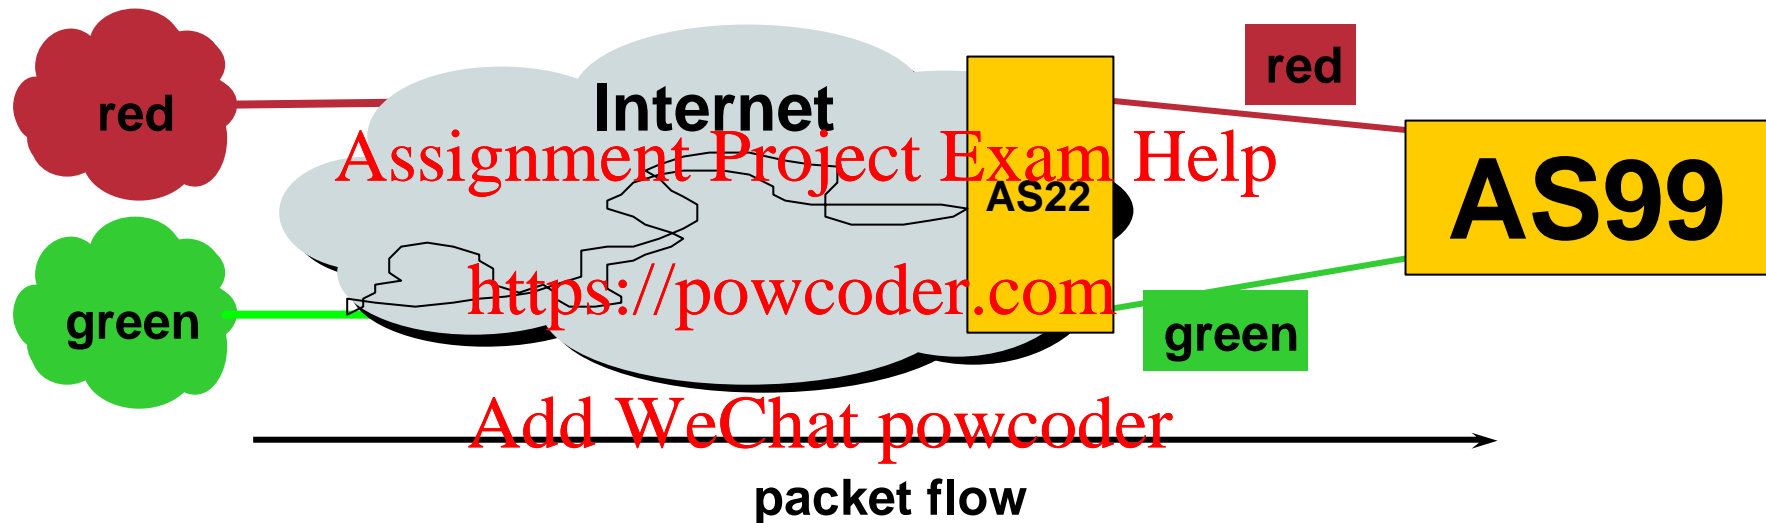 red
Internet
red
Assignment Project Exam Help
AS22
AS99
https://powcoder.com
green
green
Add WeChat powcoder
packet flow